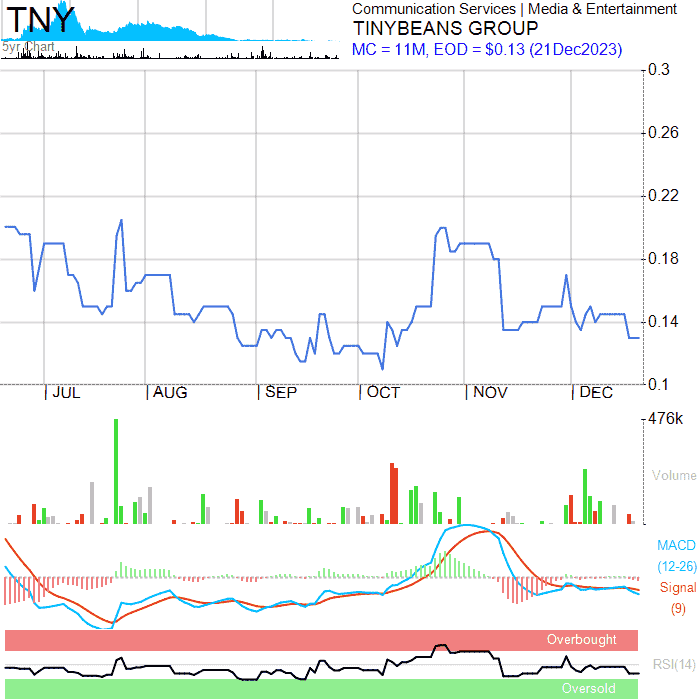 TNY
5yr Chart
Communication Services | Media & Entertainment
TINYBEANS GROUP
MC = 11M, EOD = $0.13 (21Dec2023)
0.3
0.26
0.22
0.18
0.14
0.1
JUL AUG SEP OCT NOV DEC
476k
Volume
MACD
(12-26)
Signal
(9)
Overbought
RSI(14)
Oversold